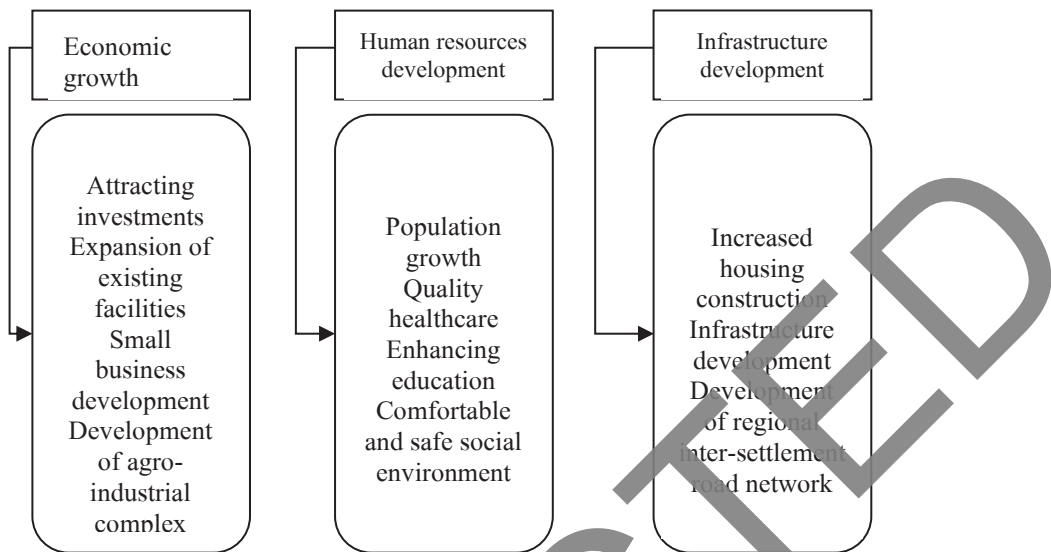 Economic
growth
Human resources
development
Infrastructure
development
Attracting
investments
Expansion of
existing
facilities
Small
business
development
Development
of agro-
industrial
complex
Population
growth
Quality
healthcare
Enhancing
education
Comfortable
and safe social
environment
Increased
housing
construction
Infrastructure
development
Development
of regional
inter-settlement
road network
STED